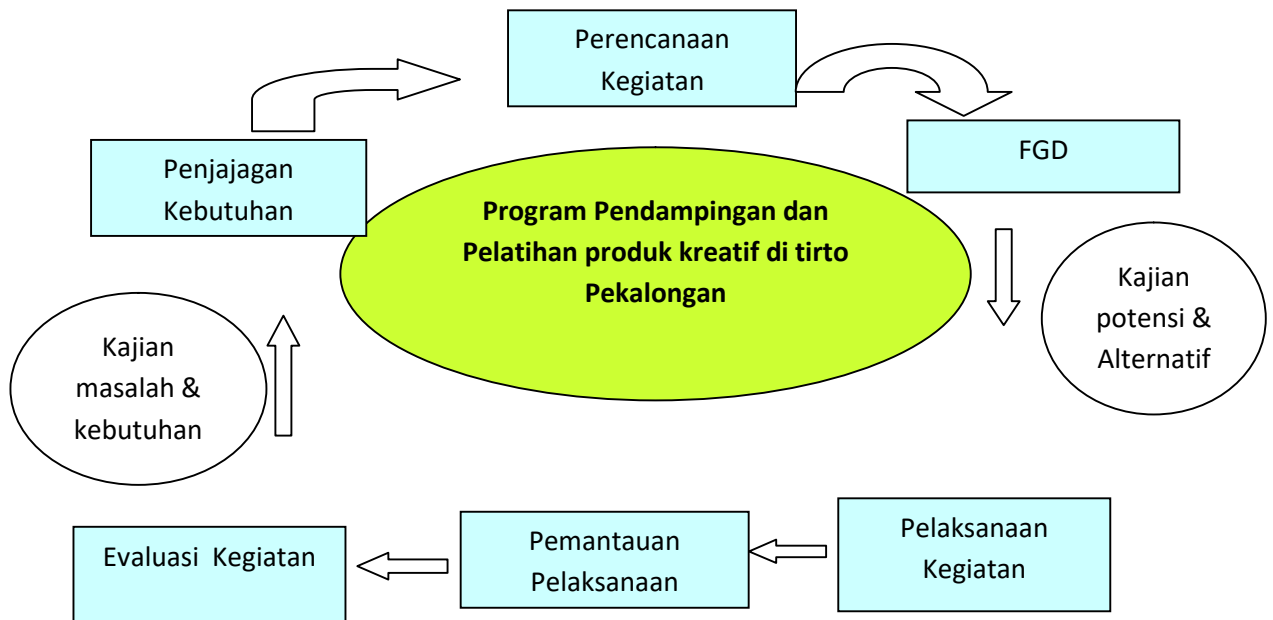 Perencanaan
Kegiatan
FGD
Penjajagan
Kebutuhan
Program Pendampingan dan
Pelatihan produk kreatif di tirto
Pekalongan
Kajian
potensi &
Alternatif
Kajian
masalah &
kebutuhan
Evaluasi Kegiatan
Pemantauan
Pelaksanaan
Pelaksanaan
Kegiatan